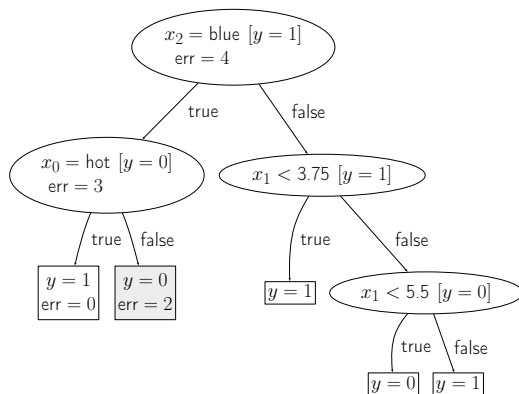 x₂ = blue [y = 1]
err = 4
true
false
x₀ = hot [y = 0]
err = 3
x₁ < 3.75 [y = 1]
true
false
true
false
y = 1
err = 0
y = 0
err = 2
y = 1
x₁ < 5.5 [y = 0]
true
false
y = 0
y = 1